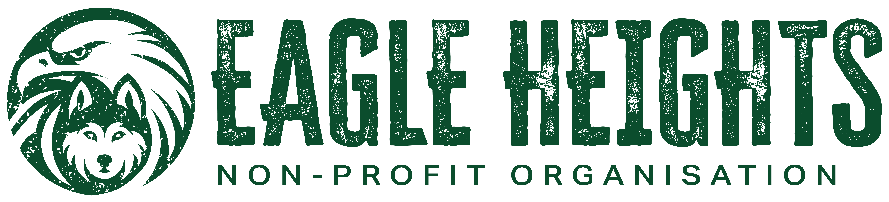 EAGLE HEIGHTS
NON-PROFIT ORGANISATION